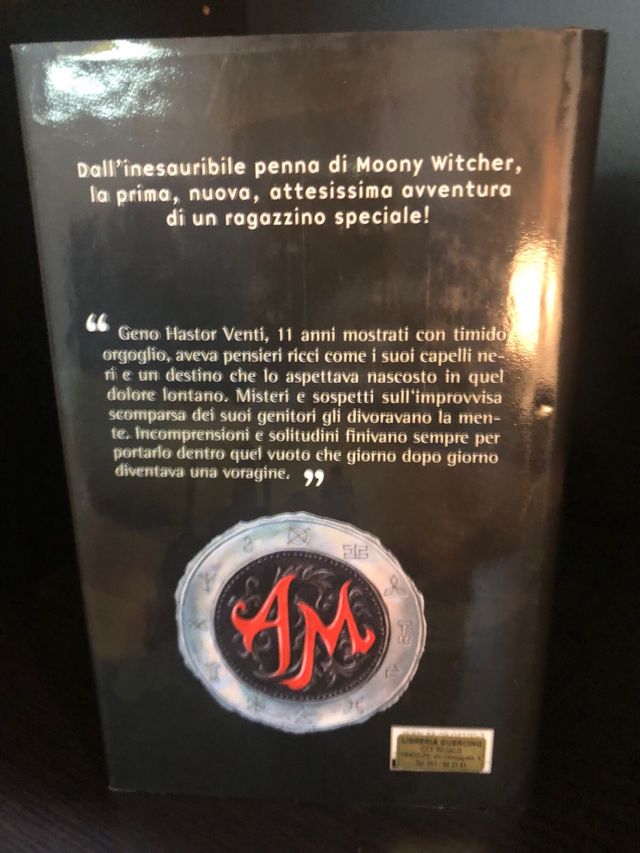 Dall'inesauribile penna di Moony Witcher,
la prima, nuova, attesissima avventura
di un ragazzino speciale!
“ Geno Hastor Venti, 11 anni mostrati con timido
orgoglio, aveva pensieri ricci come i suoi capelli ne-
ri e un destino che lo aspettava nascosto in quel
dolore lontano. Misteri e sospetti sull'improvvisa
scomparsa dei suoi genitori gli divoravano la men-
te. Incomprensioni e solitudini finivano sempre per
portarlo dentro quel vuoto che giorno dopo giorno
diventava una voragine. ”
AM
LIBRERIA GUERCINO